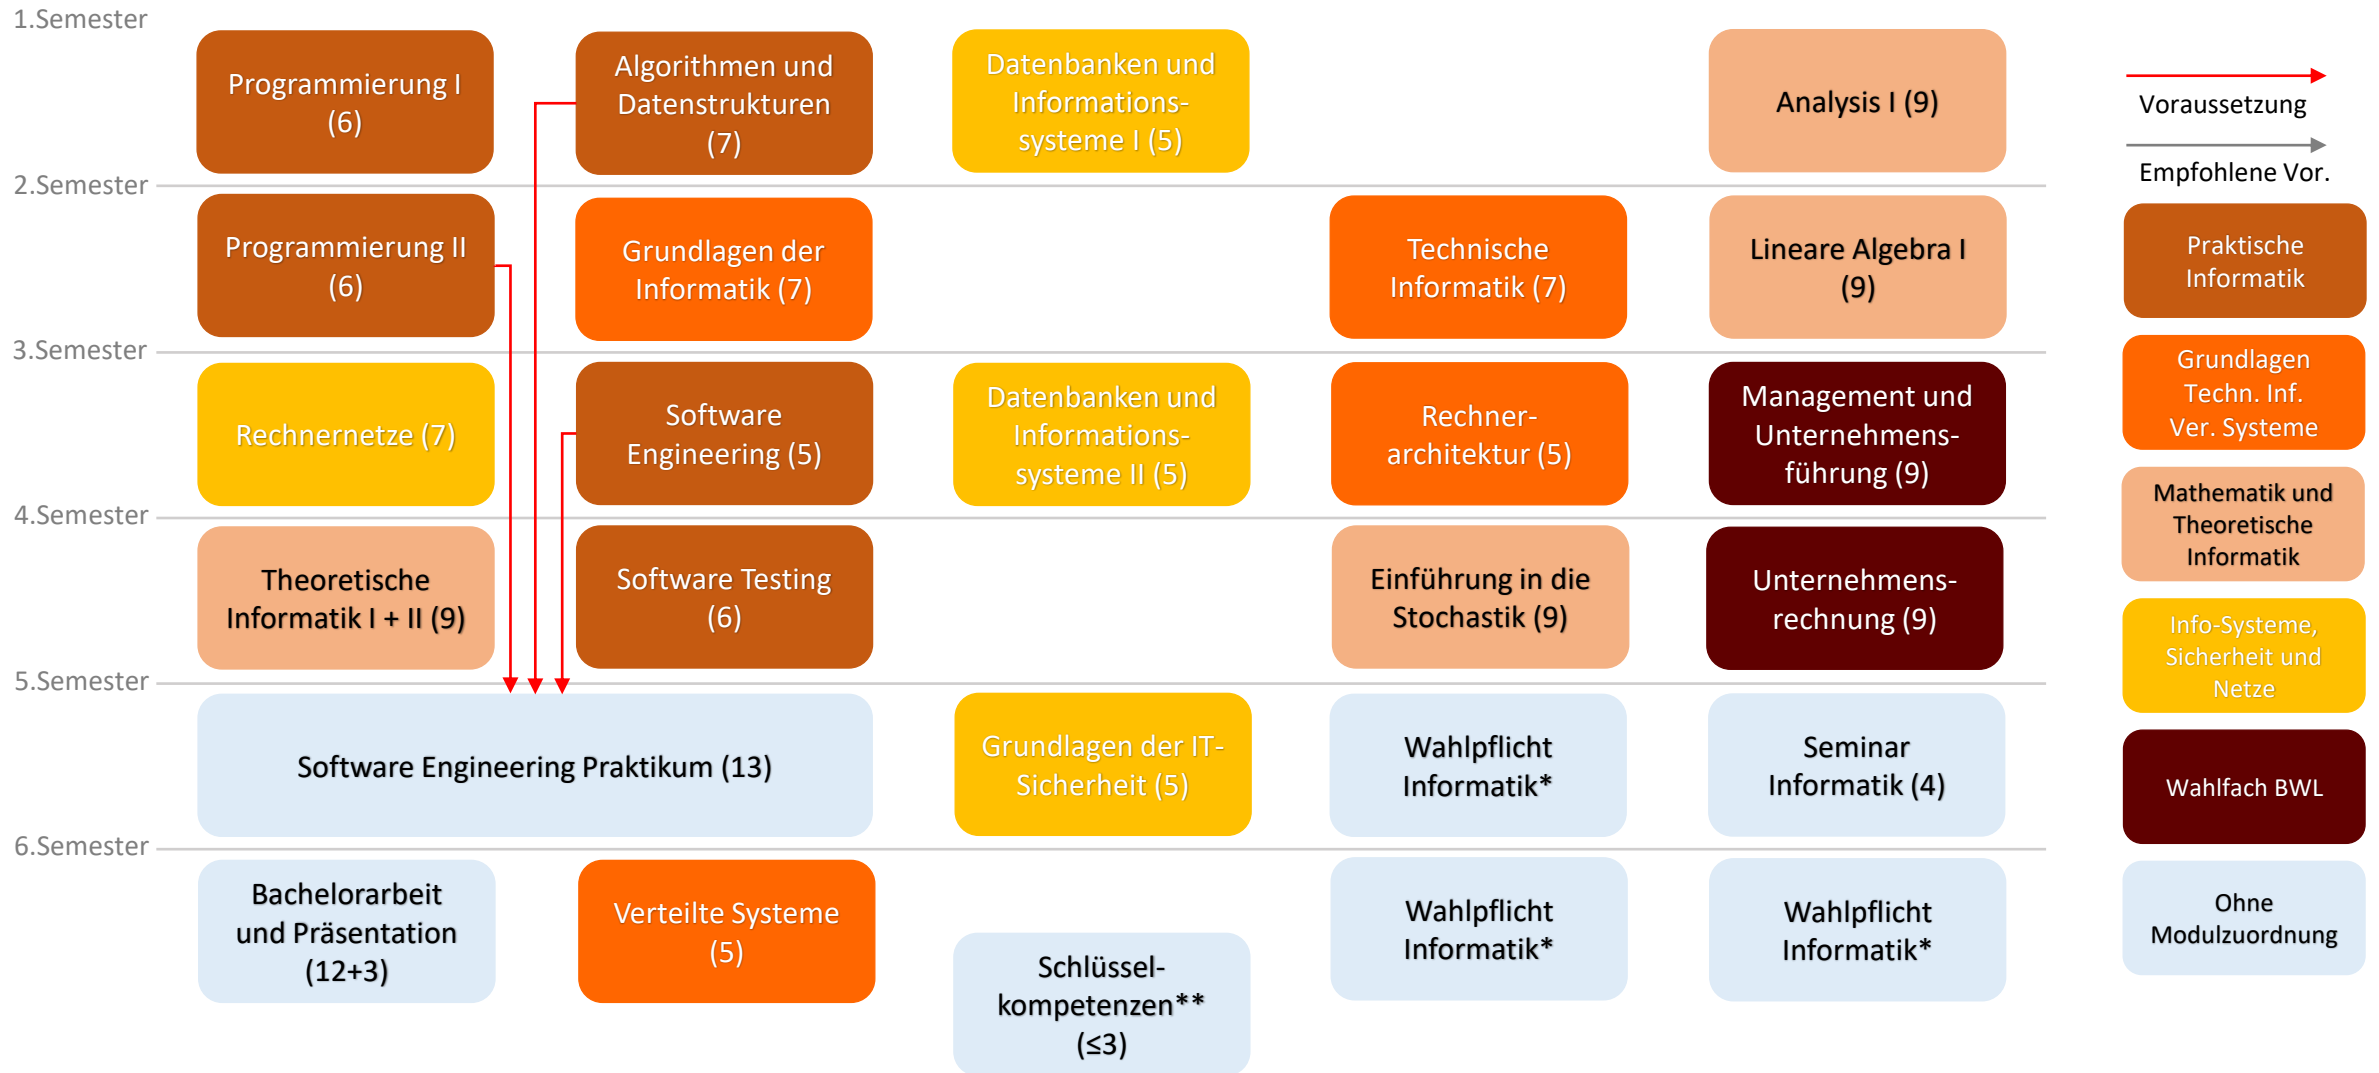 1.Semester
Programmierung I
(6)
Algorithmen und
Datenstrukturen
(7)
Datenbanken und
Informations-
systeme I (5)
Analysis I (9)
2.Semester
Programmierung II
(6)
Grundlagen der
Informatik (7)
Technische
Informatik (7)
Lineare Algebra I
(9)
3.Semester
Rechnernetze (7)
Software
Engineering (5)
Datenbanken und
Informations-
systeme II (5)
Rechner-
architektur (5)
Management und
Unternehmens-
führung (9)
4.Semester
Theoretische
Informatik I + II (9)
Software Testing
(6)
Einführung in die
Stochastik (9)
Unternehmens-
rechnung (9)
5.Semester
Software Engineering Praktikum (13)
Grundlagen der IT-
Sicherheit (5)
Wahlpflicht
Informatik*
Seminar
Informatik (4)
6.Semester
Bachelorarbeit
und Präsentation
(12+3)
Verteilte Systeme
(5)
Schlüssel-
kompetenzen**
(≤3)
Wahlpflicht
Informatik*
Wahlpflicht
Informatik*
Voraussetzung
Empfohlene Vor.
Praktische
Informatik
Grundlagen
Techn. Inf.
Ver. Systeme
Mathematik und
Theoretische
Informatik
Info-Systeme,
Sicherheit und
Netze
Wahlfach BWL
Ohne
Modulzuordnung